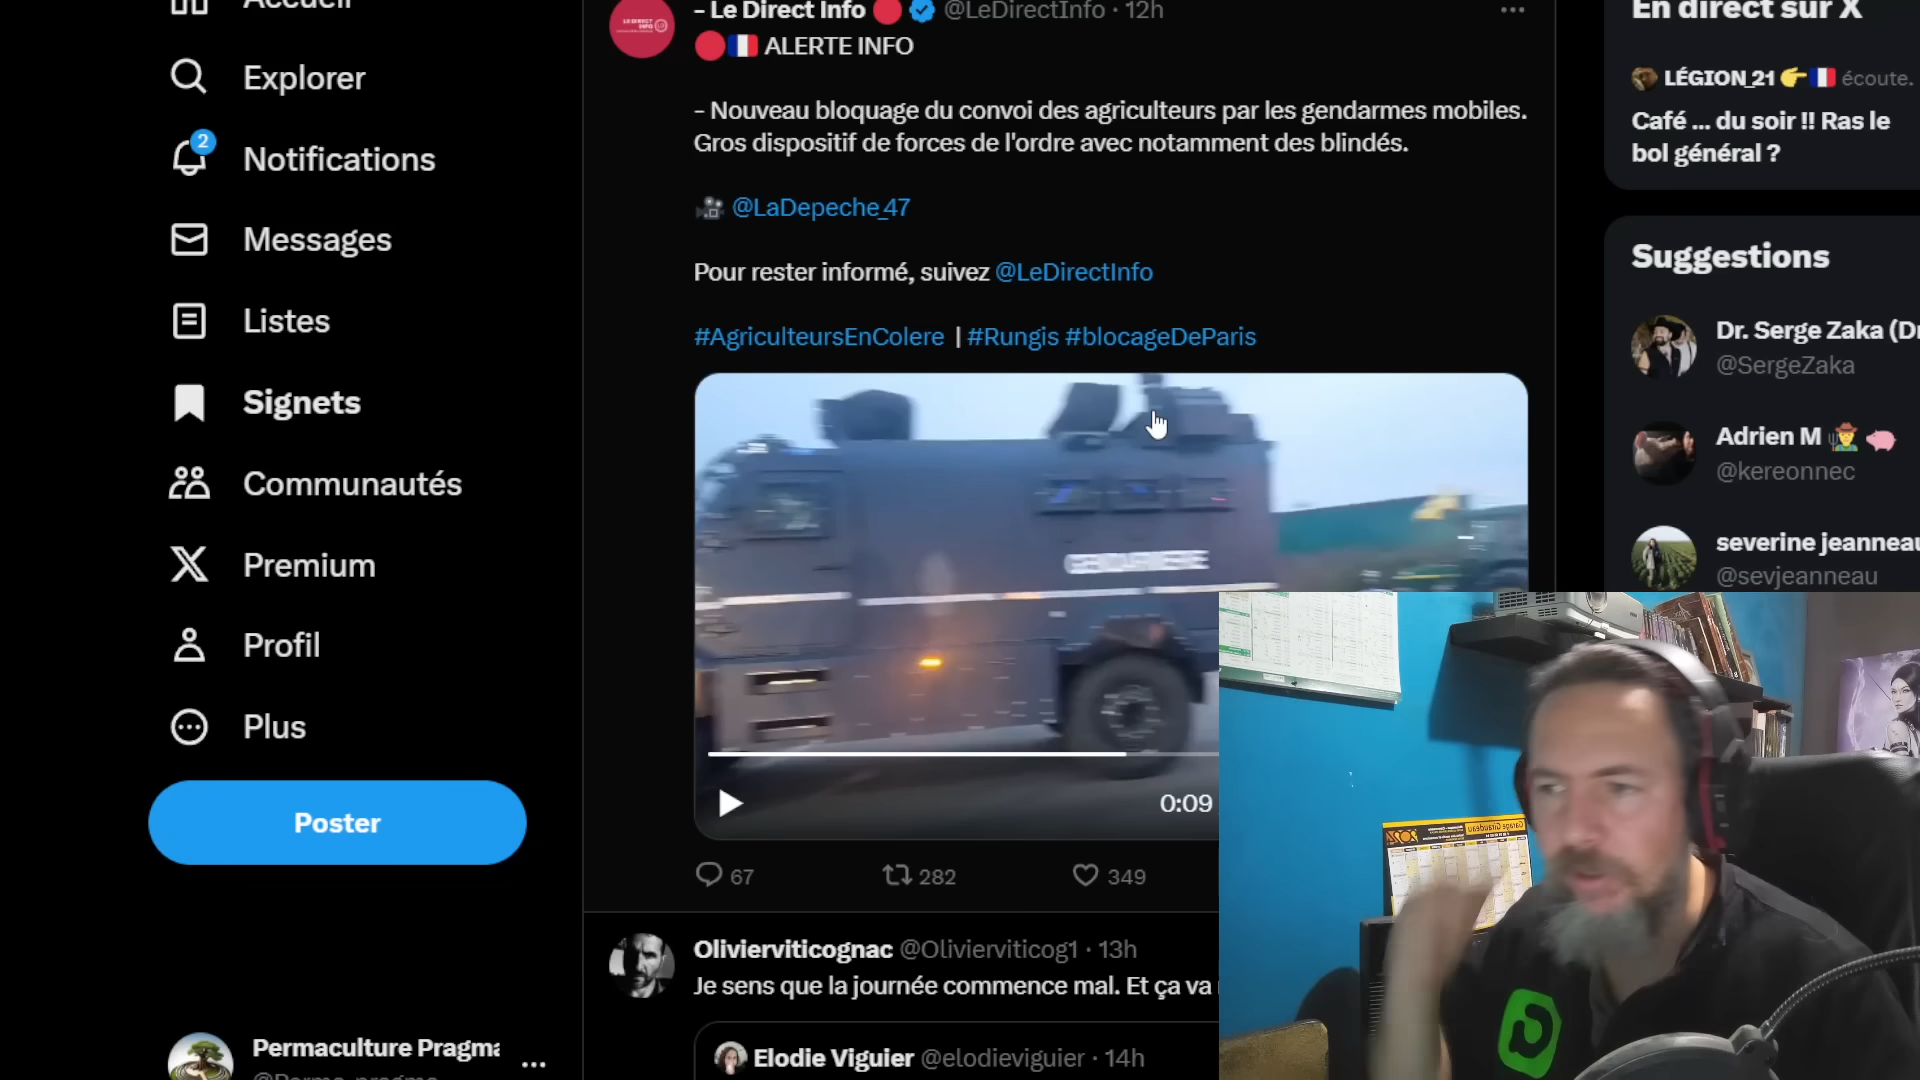 Accueil
Explorer
2
Notifications
Messages
Listes
Signets
Communautés
Premium
Profil
Plus
Poster
Permaculture Pragma
- Le Direct Info @LeDirectInfo · 12h
ALERTE INFO
- Nouveau bloquage du convoi des agriculteurs par les gendarmes mobiles.
Gros dispositif de forces de l'ordre avec notamment des blindés.
@LaDepeche_47
Pour rester informé, suivez @LeDirectInfo
#AgriculteursEnColere | #Rungis #blocageDeParis
GENDARMERIE
0:09
67 282 349
Olivierviticognac @Olivierviticog1 · 13h
Je sens que la journée commence mal. Et ça va
Elodie Viguier @elodieviguier · 14h
En direct sur X
LÉGION_21 écoute.
Café ... du soir !! Ras le
bol général ?
Suggestions
Dr. Serge Zaka (Dr
@SergeZaka
Adrien M
@kereonnec
severine jeanneau
@sevjeanneau